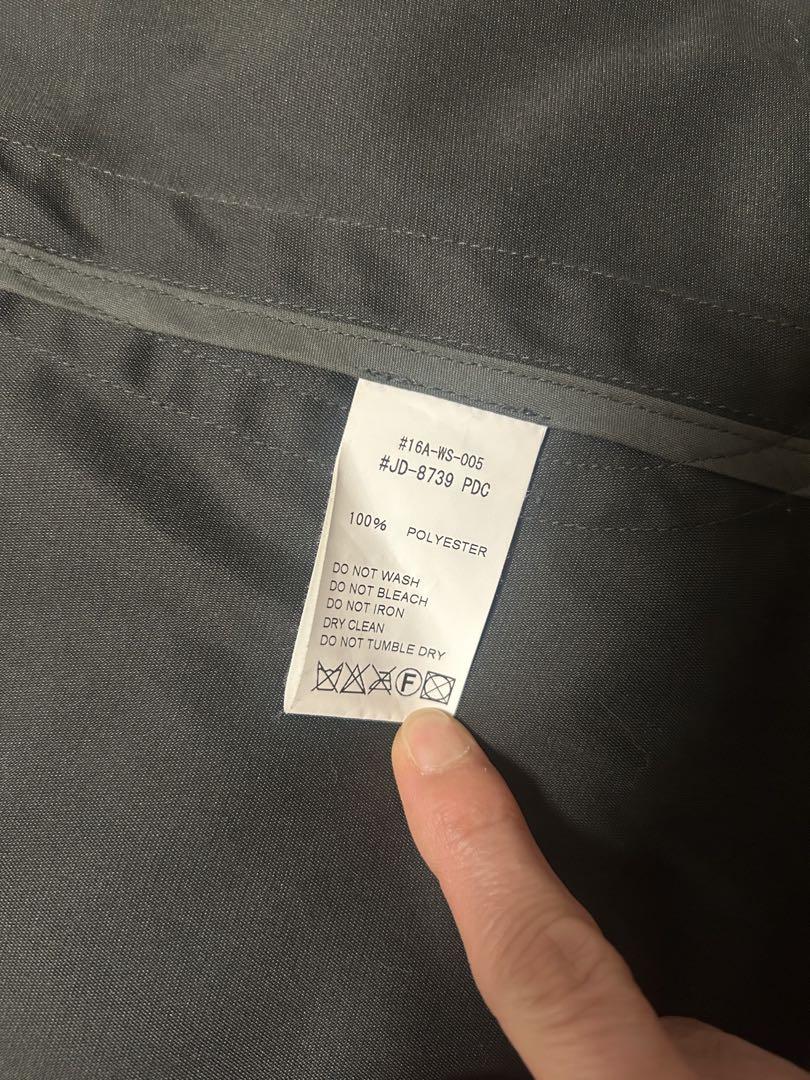 #16A-WS-005
#JD-8739 PDC
100% POLYESTER
DO NOT WASH
DO NOT BLEACH
DO NOT IRON
DRY CLEAN
DO NOT TUMBLE DRY
F